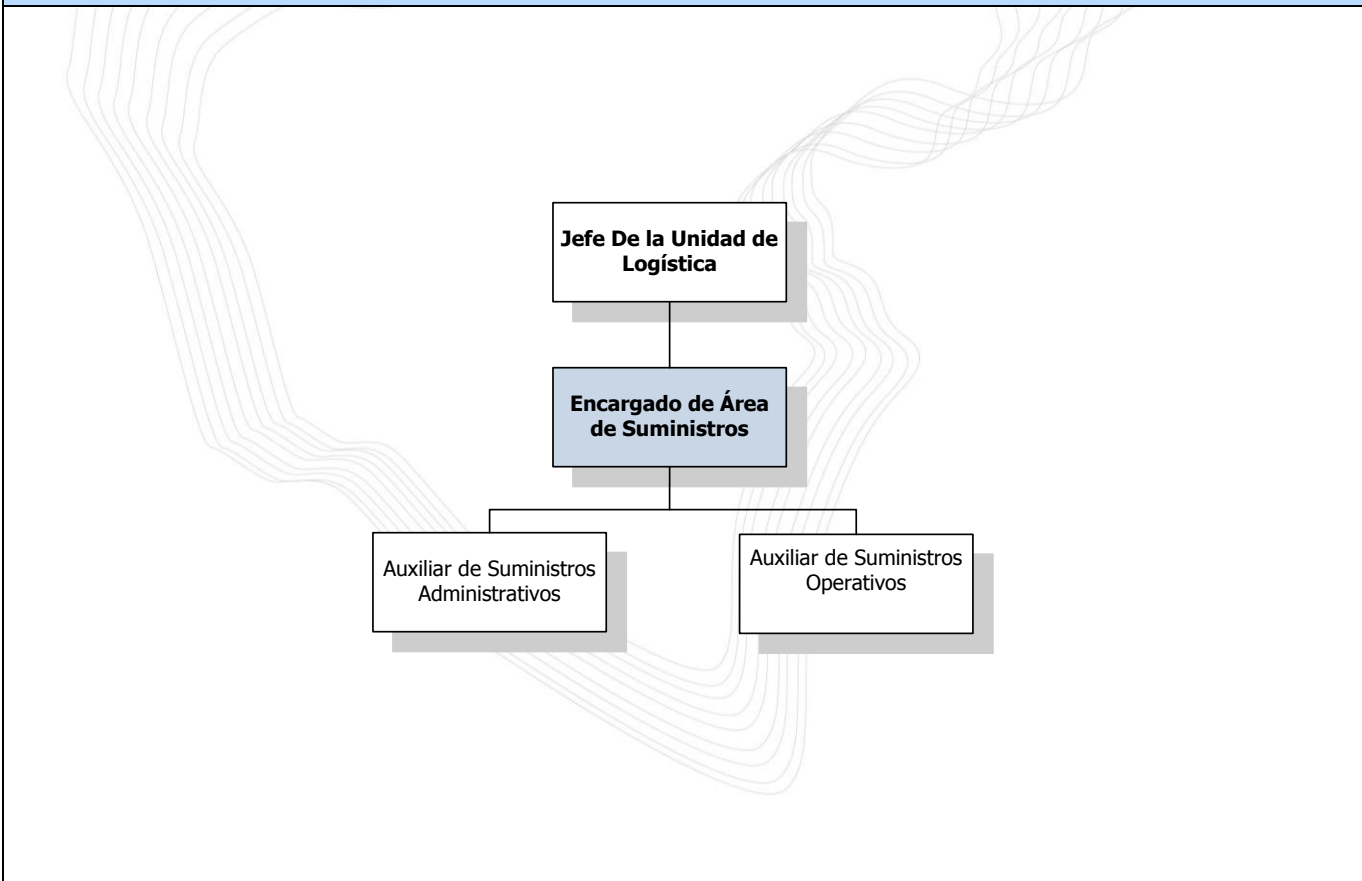 Jefe De la Unidad de
Logística
Encargado de Área
de Suministros
Auxiliar de Suministros
Administrativos
Auxiliar de Suministros
Operativos